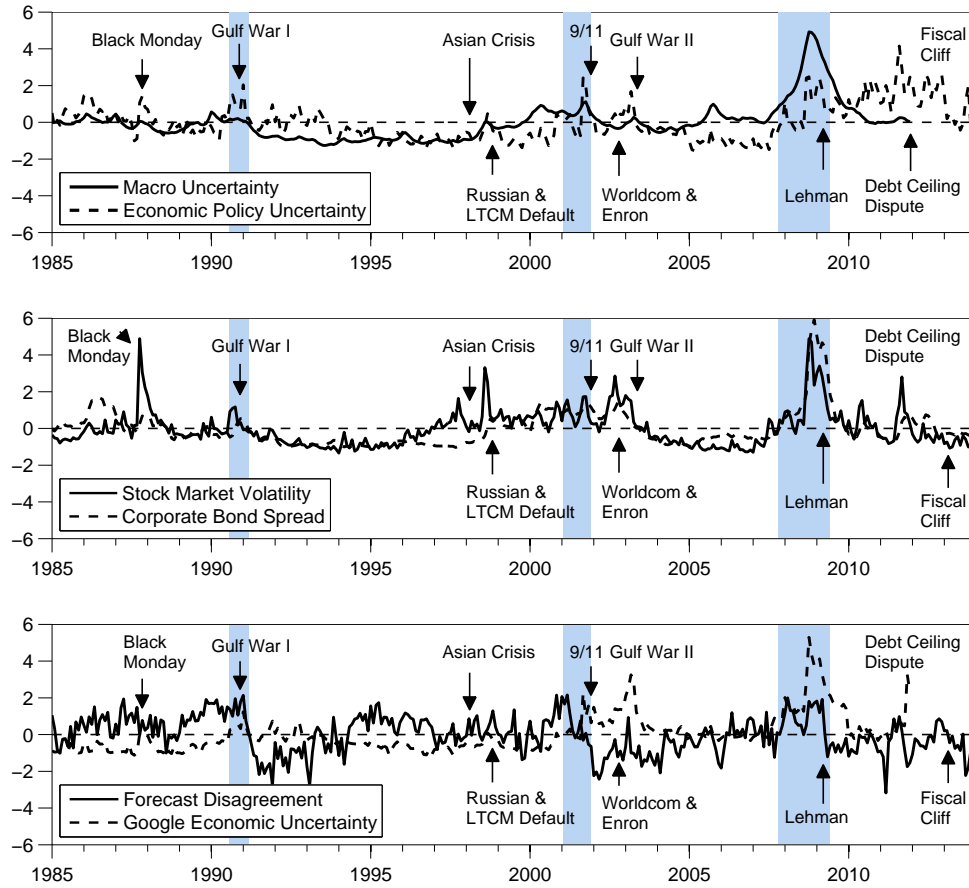 6
4
2
0
−2
−4
−6
Black Monday
Gulf War I
Asian Crisis
9/11
Gulf War II
Fiscal
Cliff
Russian &
LTCM Default
Worldcom &
Enron
Lehman
Debt Ceiling
Dispute
Macro Uncertainty
Economic Policy Uncertainty
1985 1990 1995 2000 2005 2010
6
4
2
0
−2
−4
−6
Black
Monday
Gulf War I
Asian Crisis
9/11
Gulf War II
Debt Ceiling
Dispute
Russian &
LTCM Default
Worldcom &
Enron
Lehman
Fiscal
Cliff
Stock Market Volatility
Corporate Bond Spread
1985 1990 1995 2000 2005 2010
6
4
2
0
−2
−4
−6
Black
Monday
Gulf War I
Asian Crisis
9/11
Gulf War II
Debt Ceiling
Dispute
Russian &
LTCM Default
Worldcom &
Enron
Lehman
Fiscal
Cliff
Forecast Disagreement
Google Economic Uncertainty
1985 1990 1995 2000 2005 2010